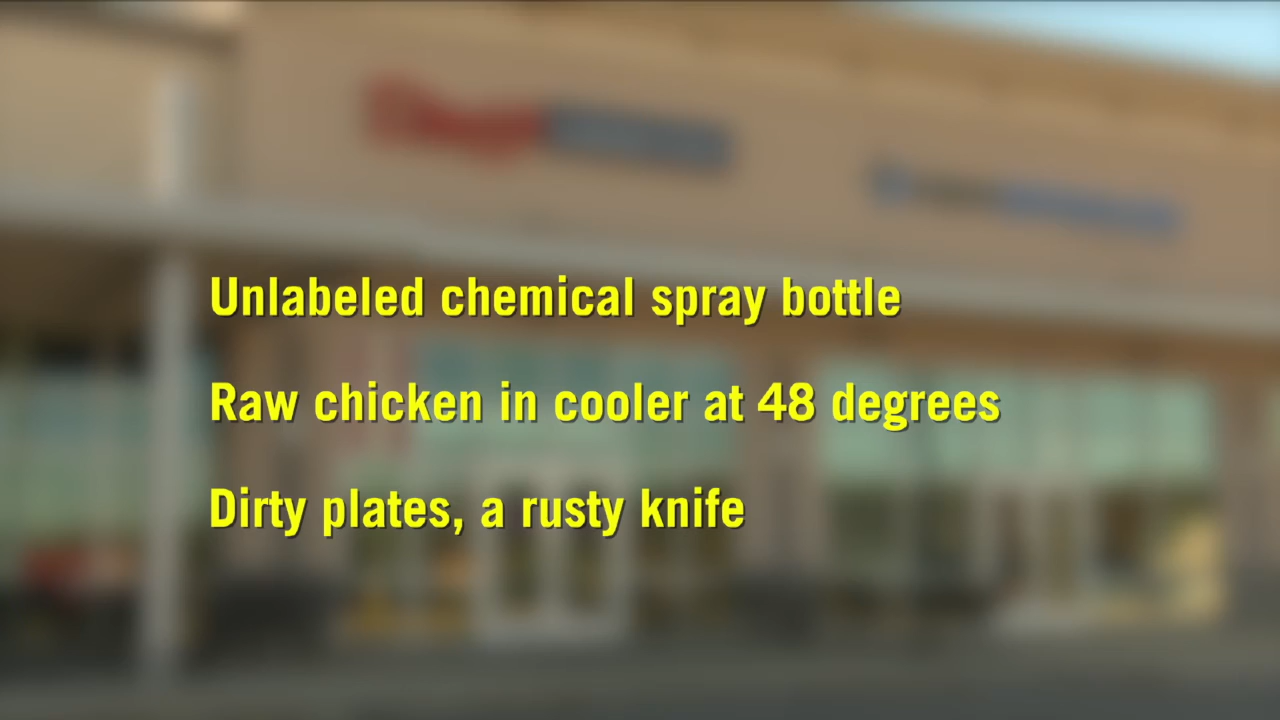 Unlabeled chemical spray bottle
Raw chicken in cooler at 48 degrees
Dirty plates, a rusty knife